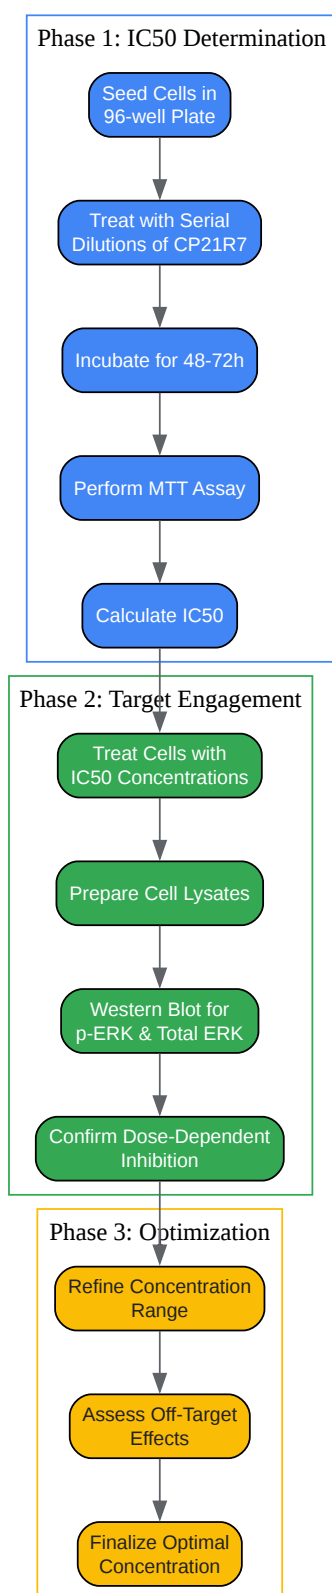 Phase 1: IC50 Determination
Seed Cells in
96-well Plate
Treat with Serial
Dilutions of CP21R7
Incubate for 48-72h
Perform MTT Assay
Calculate IC50
Phase 2: Target Engagement
Treat Cells with
IC50 Concentrations
Prepare Cell Lysates
Western Blot for
p-ERK & Total ERK
Confirm Dose-Dependent
Inhibition
Phase 3: Optimization
Refine Concentration
Range
Assess Off-Target
Effects
Finalize Optimal
Concentration